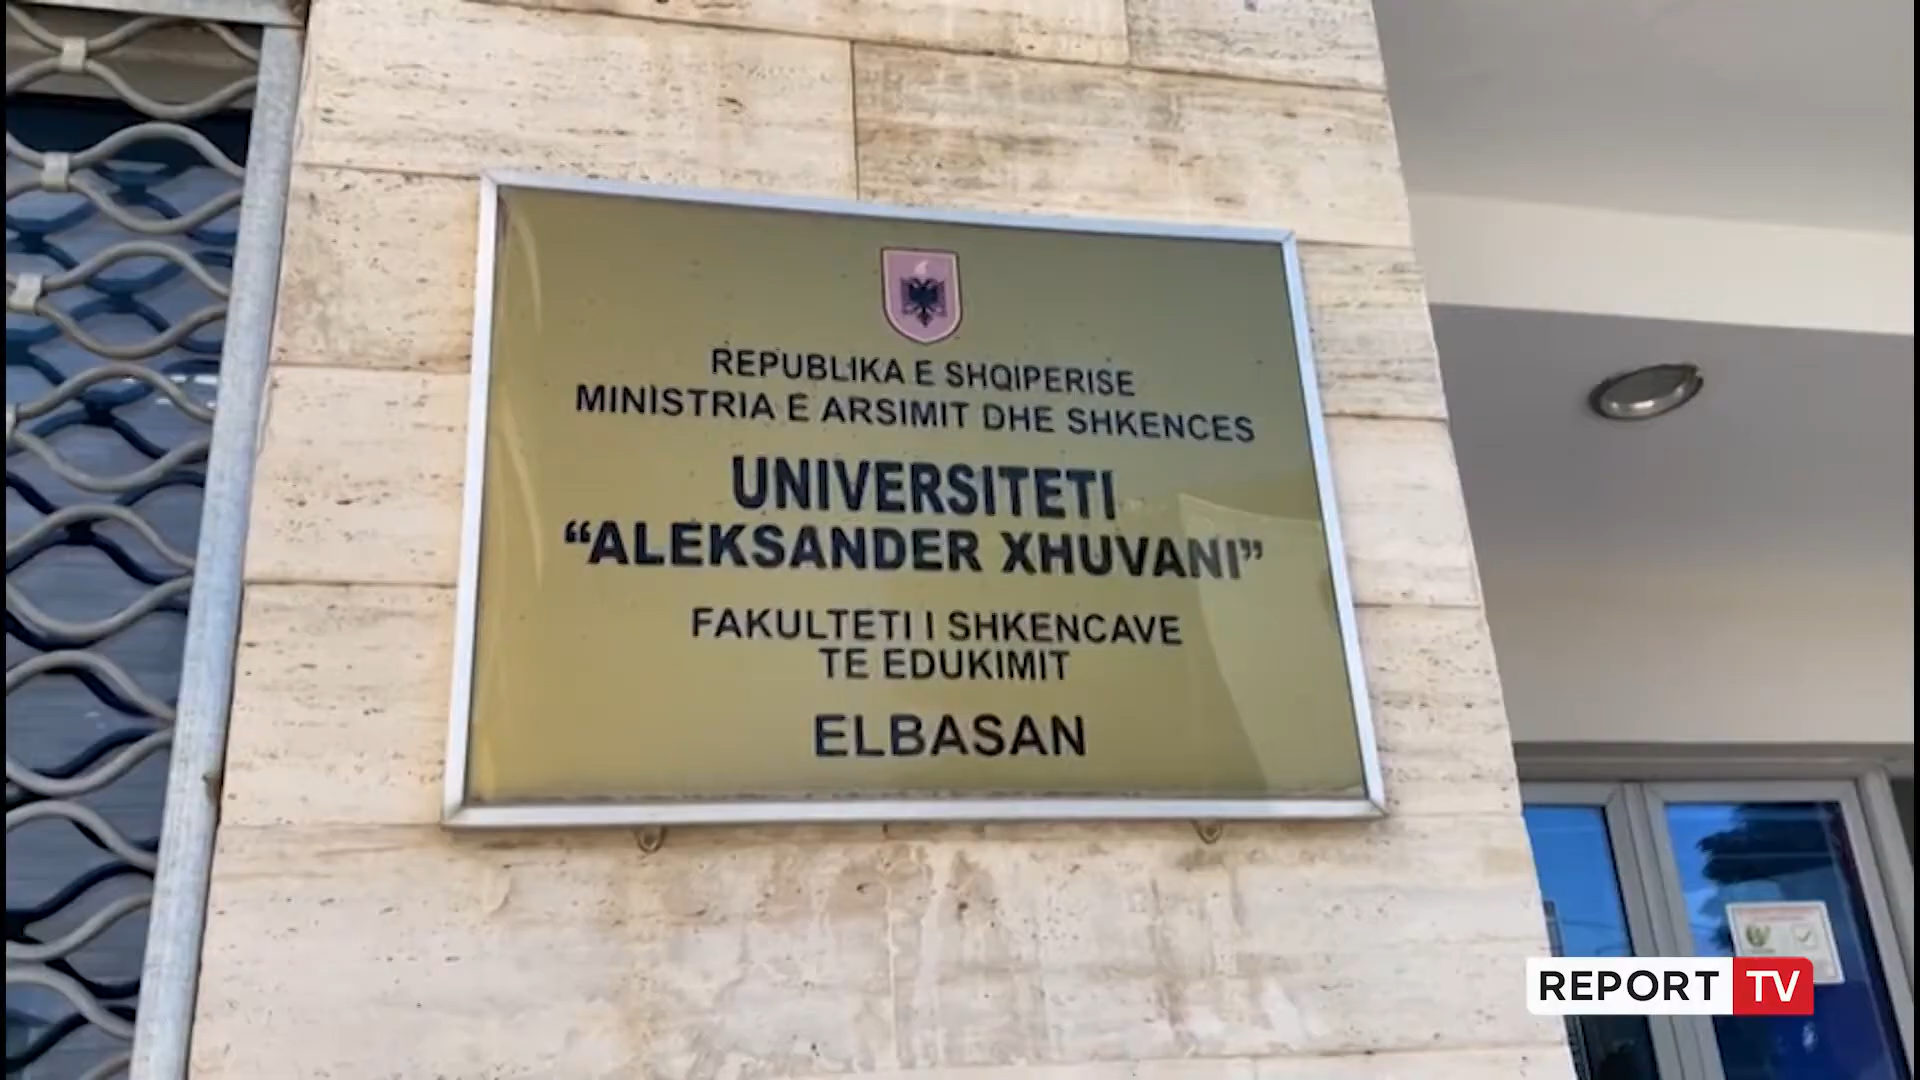 REPUBLIKA E SHQIPERISE
MINISTRIA E ARSIMIT DHE SHKENCES
UNIVERSITETI
“ALEKSANDER XHUVANI”
FAKULTETI I SHKENCAVE
TE EDUKIMIT
ELBASAN
REPORT TV